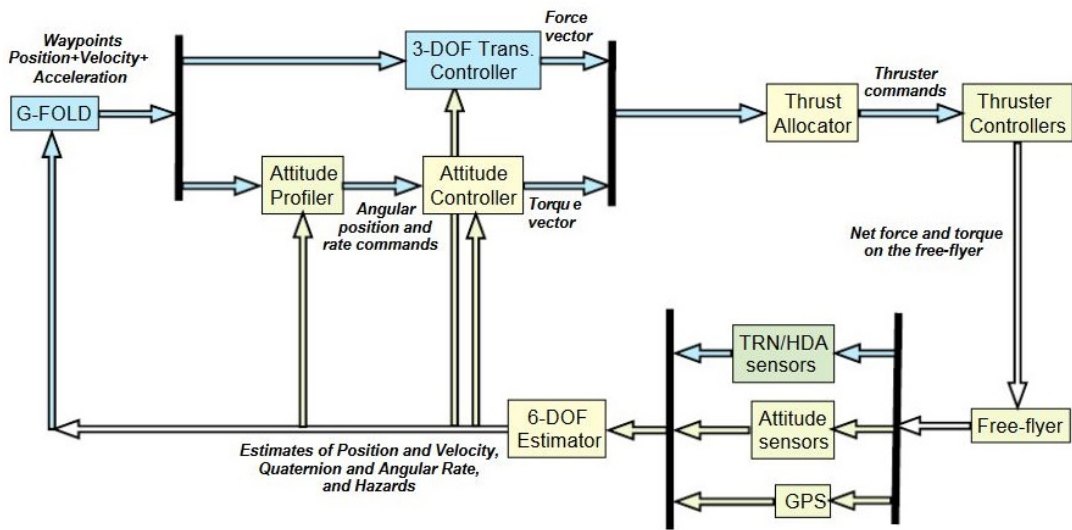 Waypoints
Position+Velocity+
Acceleration
G-FOLD
3-DOF Trans.
Controller
Force
vector
Attitude
Profiler
Angular
position and
rate commands
Attitude
Controller
Torque
vector
Thrust
Allocator
Thruster
commands
Thruster
Controllers
Net force and torque
on the free-flyer
TRN/HDA
sensors
Attitude
sensors
GPS
Free-flyer
6-DOF
Estimator
Estimates of Position and Velocity,
Quaternion and Angular Rate,
and Hazards